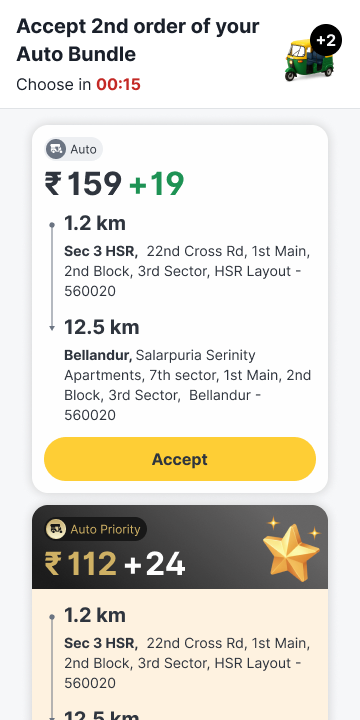 Accept 2nd order of your
Auto Bundle
+2
Choose in 00:15
Auto
₹159 +19
1.2 km
Sec 3 HSR, 22nd Cross Rd, 1st Main,
2nd Block, 3rd Sector, HSR Layout -
560020
12.5 km
Bellandur, Salarpuria Serinity
Apartments, 7th sector, 1st Main, 2nd
Block, 3rd Sector, Bellandur -
560020
Accept
Auto Priority
₹112 +24
1.2 km
Sec 3 HSR, 22nd Cross Rd, 1st Main,
2nd Block, 3rd Sector, HSR Layout -
560020
12.5 km